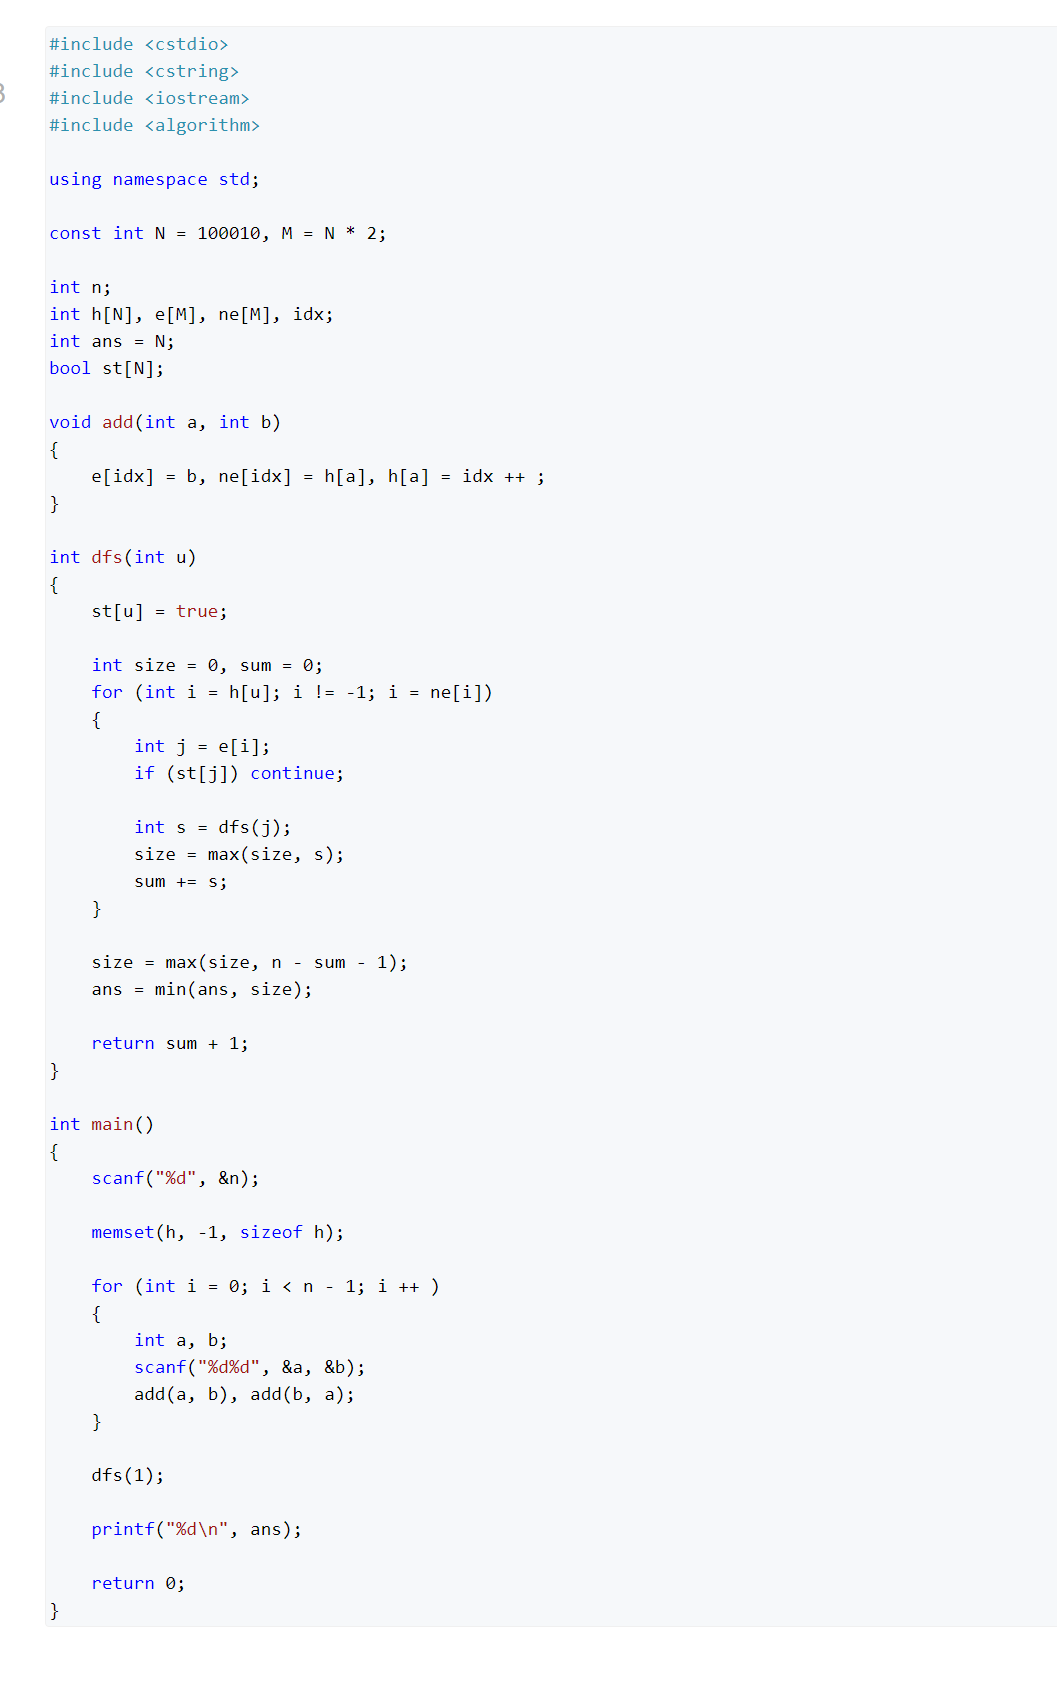 #include <cstdio>
#include <cstring>
#include <iostream>
#include <algorithm>
using namespace std;
const int N = 100010, M = N * 2;
int n;
int h[N], e[M], ne[M], idx;
int ans = N;
bool st[N];
void add(int a, int b)
{
    e[idx] = b, ne[idx] = h[a], h[a] = idx ++ ;
}
int dfs(int u)
{
    st[u] = true;
    int size = 0, sum = 0;
    for (int i = h[u]; i != -1; i = ne[i])
    {
        int j = e[i];
        if (st[j]) continue;
        int s = dfs(j);
        size = max(size, s);
        sum += s;
    }
    size = max(size, n - sum - 1);
    ans = min(ans, size);
    return sum + 1;
}
int main()
{
    scanf("%d", &n);
    memset(h, -1, sizeof h);
    for (int i = 0; i < n - 1; i ++ )
    {
        int a, b;
        scanf("%d%d", &a, &b);
        add(a, b), add(b, a);
    }
    dfs(1);
    printf("%d\n", ans);
    return 0;
}